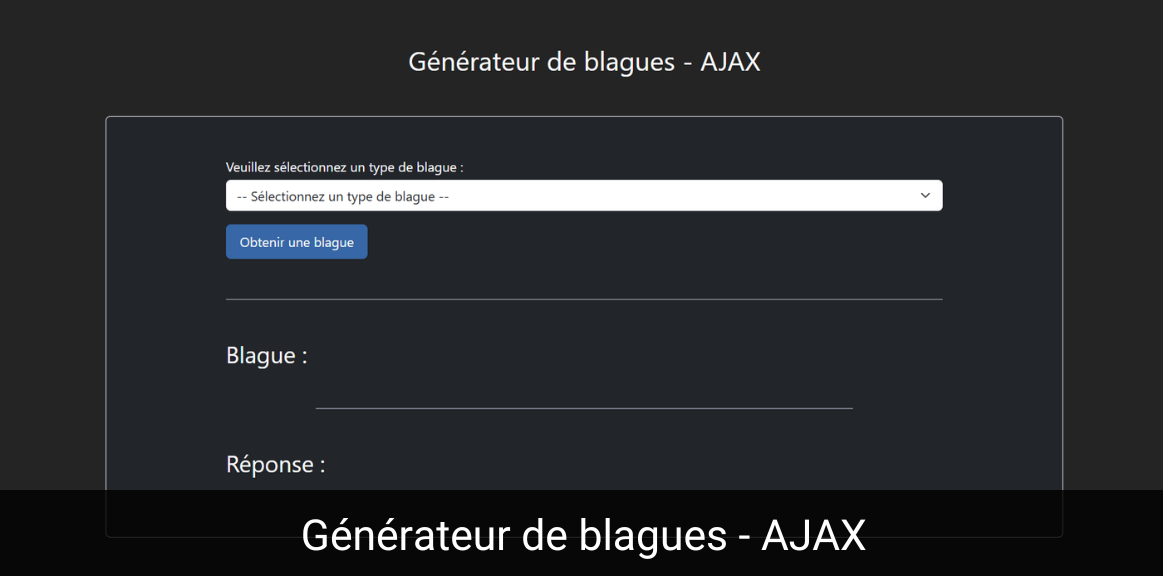 Générateur de blagues - AJAX
Veuillez sélectionnez un type de blague :
-- Sélectionnez un type de blague --
Obtenir une blague
Blague :
Réponse :
Générateur de blagues - AJAX